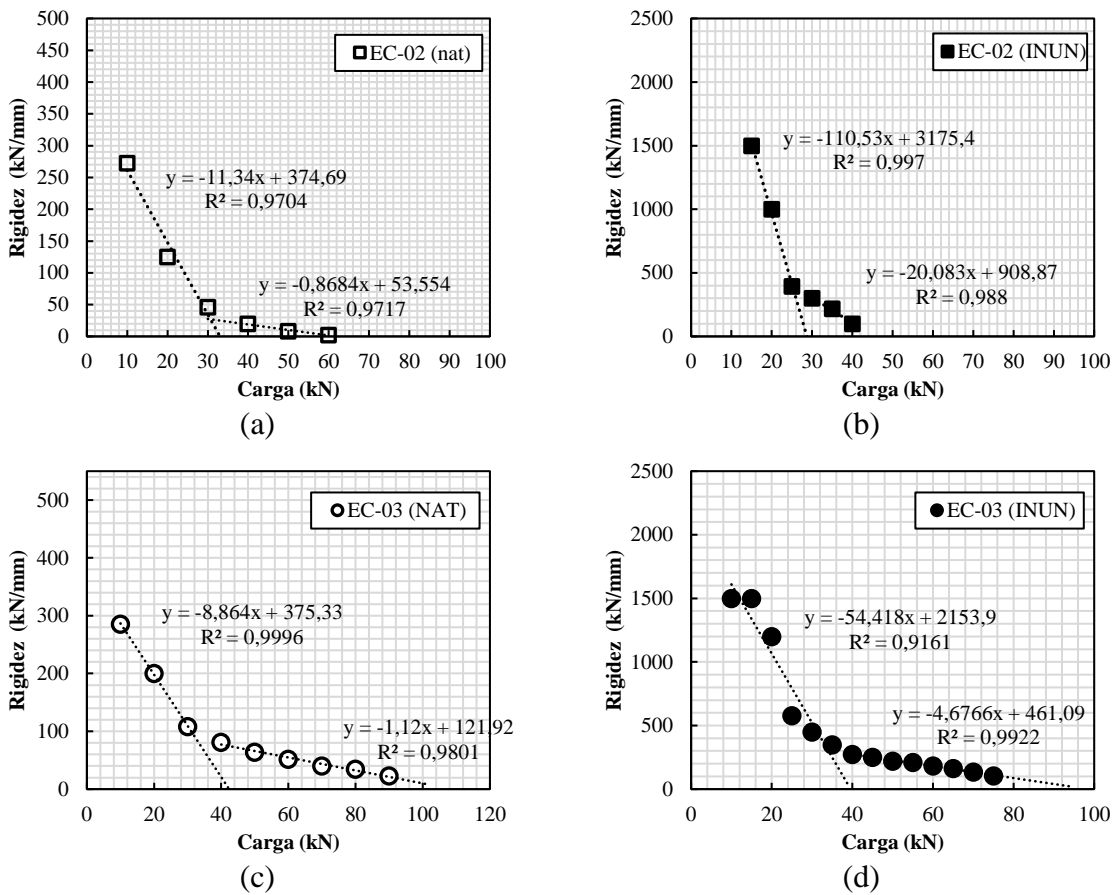 500
450
400
350
300
250
200
150
100
50
0
Rigidez (kN/mm)
EC-02 (nat)
y = -11,34x + 374,69
R² = 0,9704
y = -0,8684x + 53,554
R² = 0,9717
0 10 20 30 40 50 60 70 80 90 100
Carga (kN)
(a)
2500
2000
1500
1000
500
0
Rigidez (kN/mm)
EC-02 (INUN)
y = -110,53x + 3175,4
R² = 0,997
y = -20,083x + 908,87
R² = 0,988
0 10 20 30 40 50 60 70 80 90 100
Carga (kN)
(b)
500
400
300
200
100
0
Rigidez (kN/mm)
EC-03 (NAT)
y = -8,864x + 375,33
R² = 0,9996
y = -1,12x + 121,92
R² = 0,9801
0 20 40 60 80 100 120
Carga (kN)
(c)
2500
2000
1500
1000
500
0
Rigidez (kN/mm)
EC-03 (INUN)
y = -54,418x + 2153,9
R² = 0,9161
y = -4,6766x + 461,09
R² = 0,9922
0 20 40 60 80 100
Carga (kN)
(d)